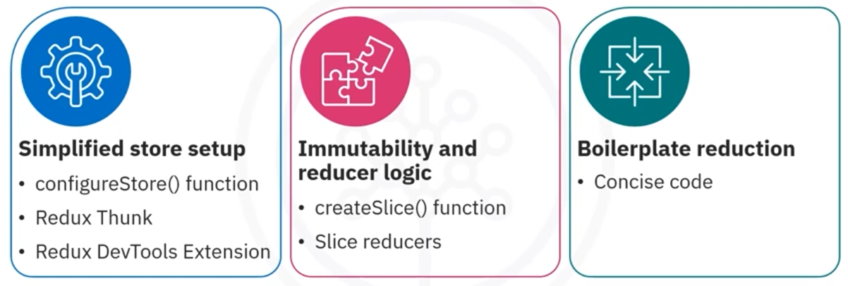 Simplified store setup
• configureStore() function
• Redux Thunk
• Redux DevTools Extension
Immutability and
reducer logic
• createSlice() function
• Slice reducers
Boilerplate reduction
• Concise code